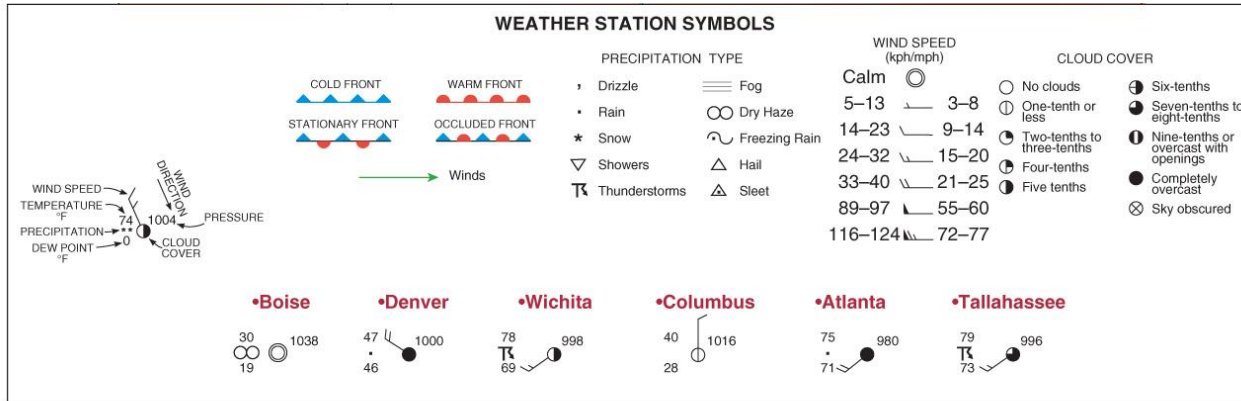 WEATHER STATION SYMBOLS
COLD FRONT
WARM FRONT
STATIONARY FRONT
OCCLUDED FRONT
Winds
PRECIPITATION TYPE
Drizzle
Rain
Snow
Showers
Thunderstorms
Fog
Dry Haze
Freezing Rain
Hail
Sleet
WIND SPEED
(kph/mph)
Calm
5–13 3–8
14–23 9–14
24–32 15–20
33–40 21–25
89–97 55–60
116–124 72–77
CLOUD COVER
No clouds
One-tenth or
less
Two-tenths to
three-tenths
Four-tenths
Five tenths
Six-tenths
Seven-tenths to
eight-tenths
Nine-tenths or
overcast with
openings
Completely
overcast
Sky obscured
WIND SPEED
WIND
DIRECTION
TEMPERATURE
°F
74
1004
PRESSURE
PRECIPITATION
**
DEW POINT
°F
0
CLOUD
COVER
•Boise
30
1038
19
•Denver
47
1000
46
•Wichita
78
998
69
•Columbus
40
1016
28
•Atlanta
75
980
71
•Tallahassee
79
996
73